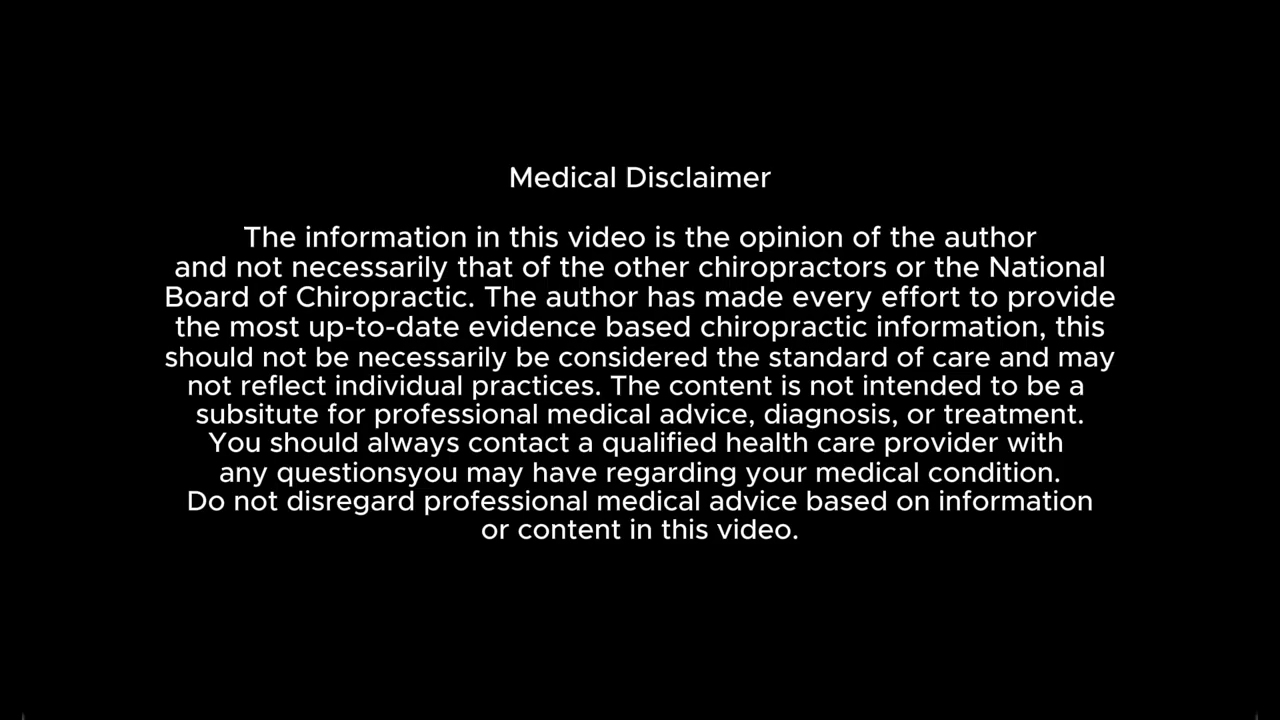 Medical Disclaimer
The information in this video is the opinion of the author
and not necessarily that of the other chiropractors or the National
Board of Chiropractic. The author has made every effort to provide
the most up-to-date evidence based chiropractic information, this
should not be necessarily be considered the standard of care and may
not reflect individual practices. The content is not intended to be a
subsitute for professional medical advice, diagnosis, or treatment.
You should always contact a qualified health care provider with
any questionsyou may have regarding your medical condition.
Do not disregard professional medical advice based on information
or content in this video.